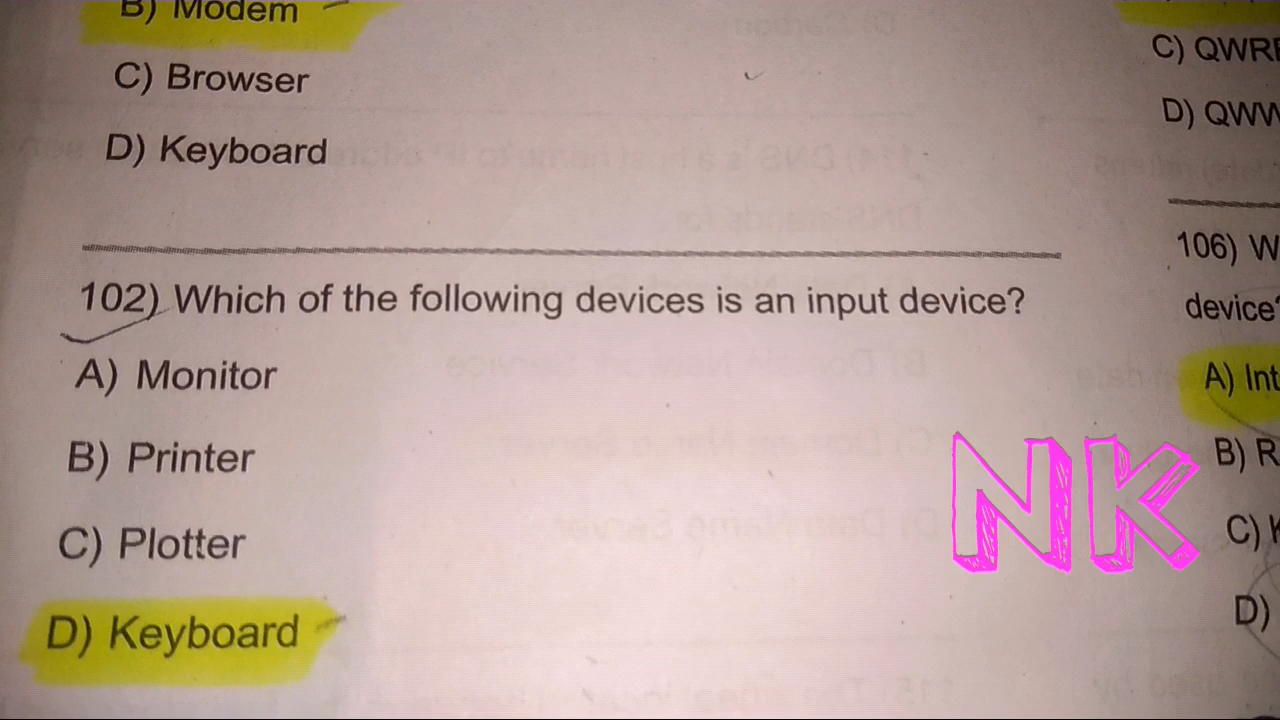 B) Modem
C) Browser
D) Keyboard
102) Which of the following devices is an input device?
A) Monitor
B) Printer
C) Plotter
D) Keyboard
C) QWR
D) QWW
106) W
device
A) Int
B) R
C)
D)
NK